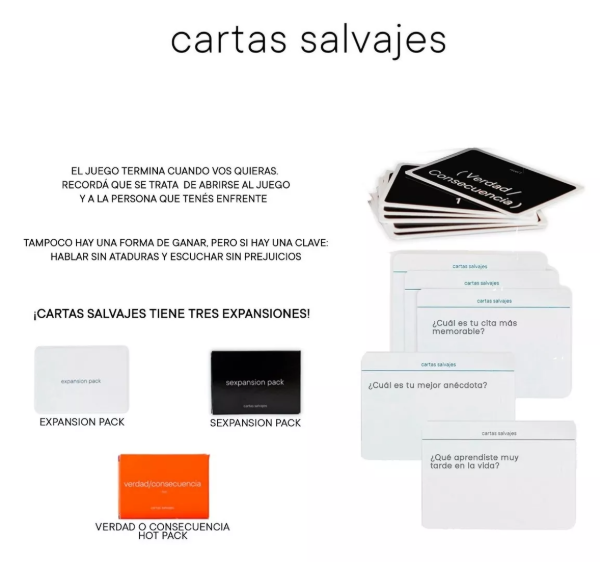 cartas salvajes
EL JUEGO TERMINA CUANDO VOS QUIERAS.
RECORDÁ QUE SE TRATA DE ABRIRSE AL JUEGO
Y A LA PERSONA QUE TENÉS ENFRENTE
TAMPOCO HAY UNA FORMA DE GANAR, PERO SI HAY UNA CLAVE:
HABLAR SIN ATADURAS Y ESCUCHAR SIN PREJUICIOS
¡CARTAS SALVAJES TIENE TRES EXPANSIONES!
expansion pack
EXPANSION PACK
sexpansion pack
cartas salvajes
SEXPANSION PACK
verdad/consecuencia
VERDAD O CONSECUENCIA
HOT PACK
(Verdad/
Consecuencia)
1
cartas salvajes
cartas salvajes
cartas salvajes
¿Cuál es tu cita más
memorable?
cartas salvajes
¿Cuál es tu mejor anécdota?
cartas salvajes
¿Qué aprendiste muy
tarde en la vida?